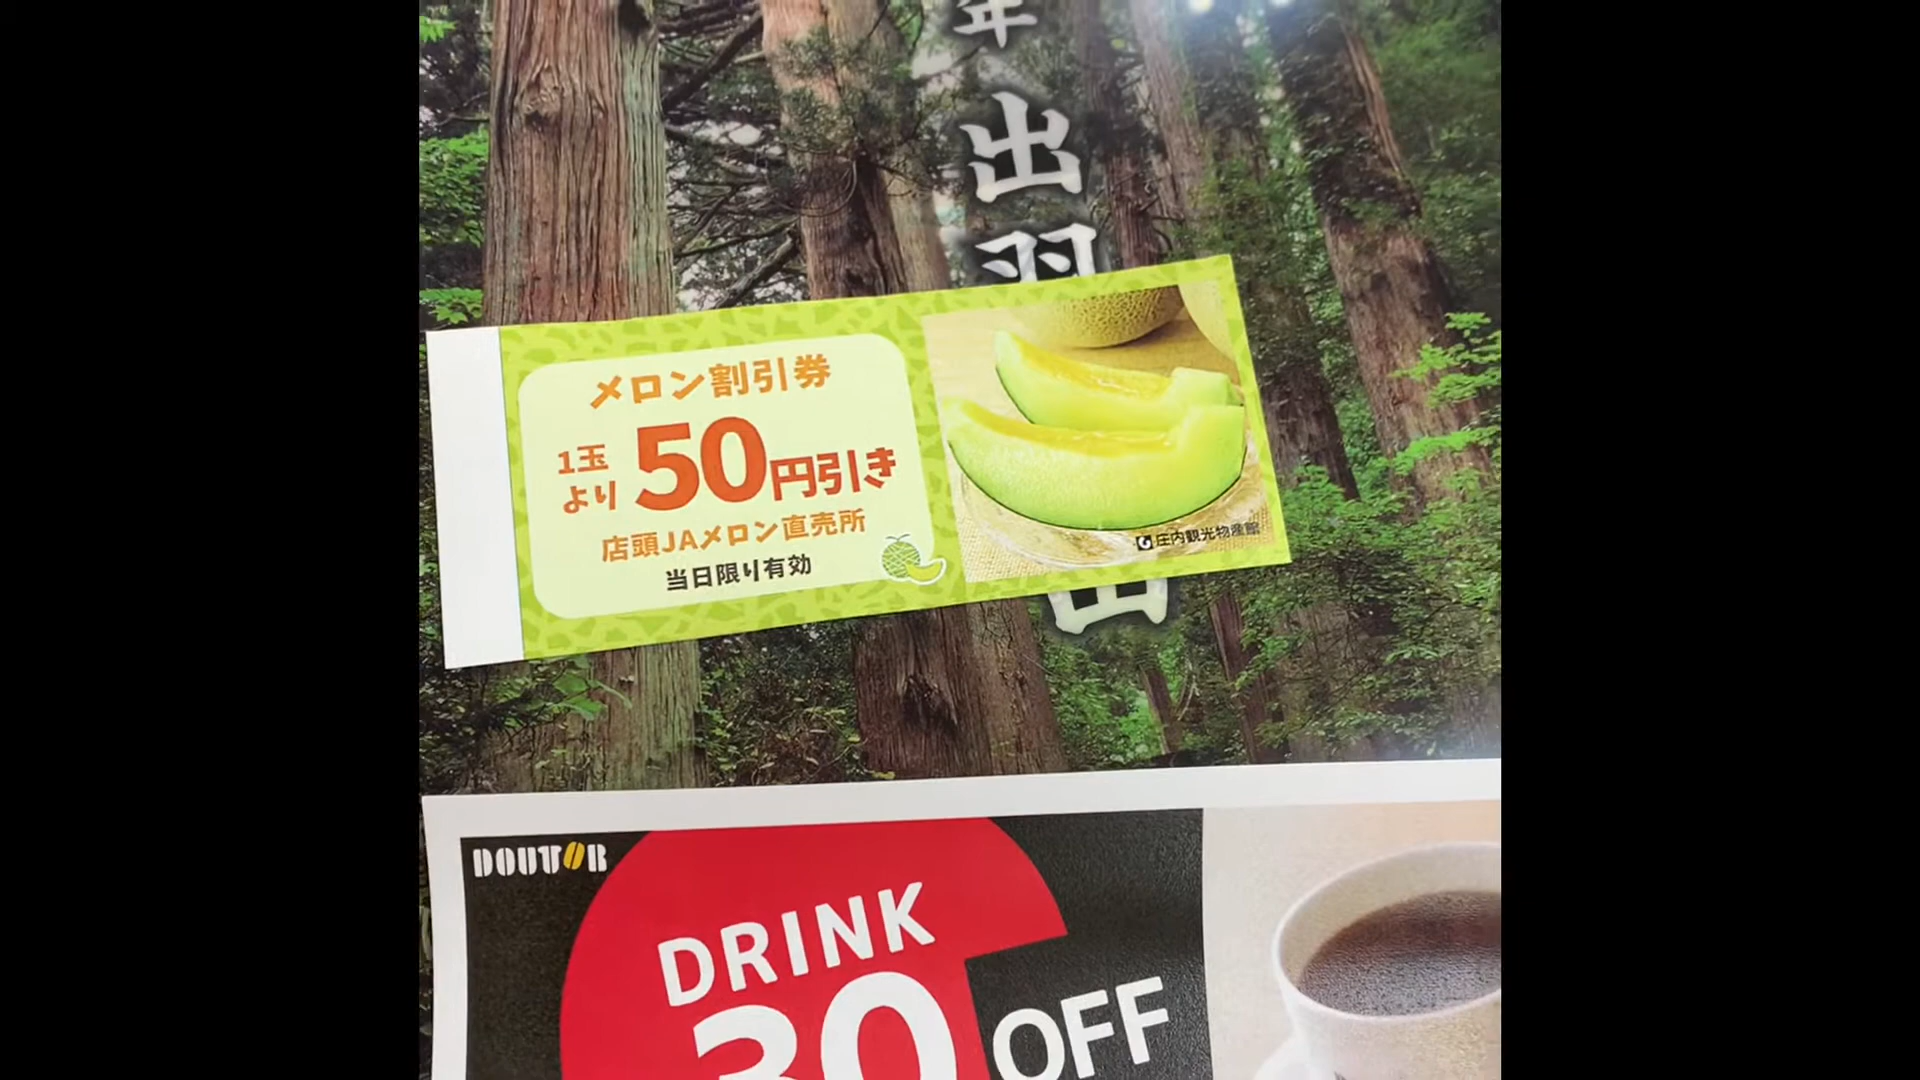 年
出
羽
メロン割引券
1玉
より
50円引き
店頭JAメロン直売所
当日限り有効
庄内観光物産館
山
DOUTOR
DRINK
30 OFF